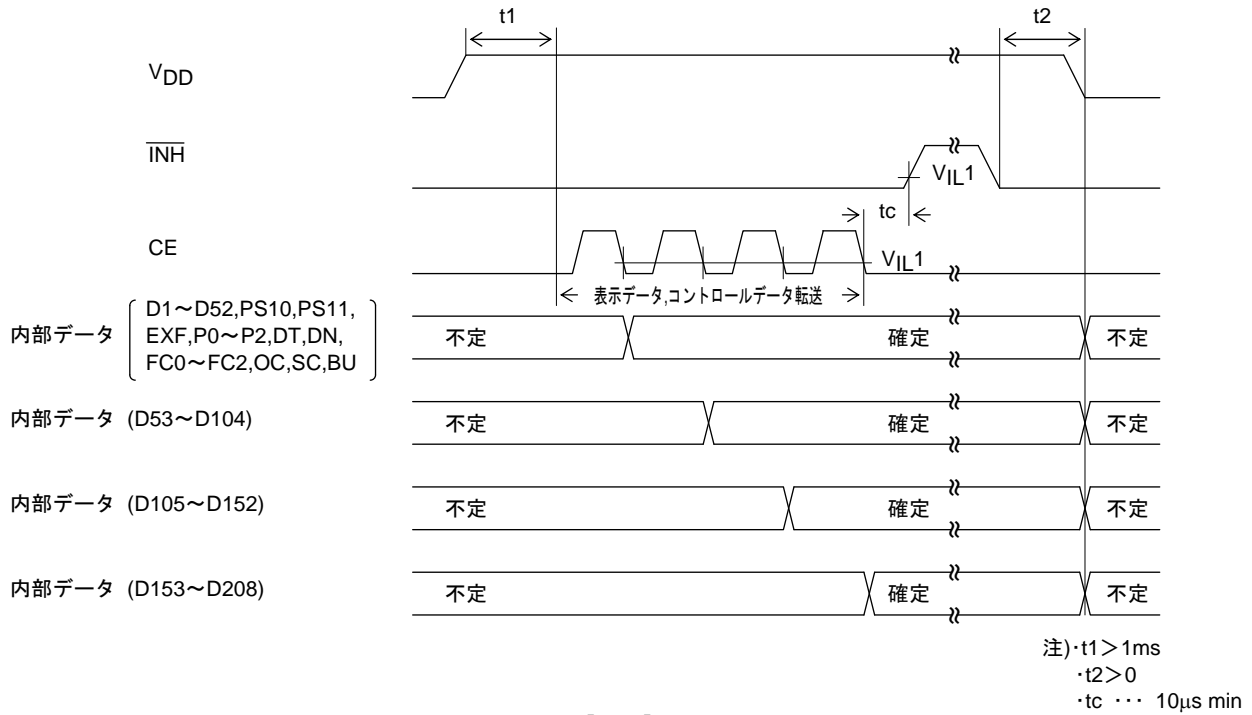 t1
t2
VDD
INH
VIL1
tc
CE
VIL1
表示データ,コントロールデータ転送
内部データ
D1～D52,PS10,PS11,
EXF,P0～P2,DT,DN,
FC0～FC2,OC,SC,BU
不定
確定
不定
内部データ (D53～D104)
不定
確定
不定
内部データ (D105～D152)
不定
確定
不定
内部データ (D153～D208)
不定
確定
不定
注)･t1＞1ms
･t2＞0
･tc ･･･ 10μs min